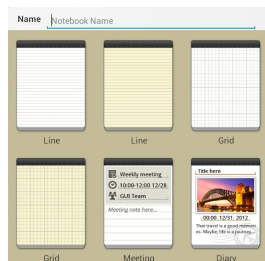 Name Notebook Name
Line Line Grid
Weekly meeting
10:00-12:00 12/28
GUI Team
Meeting note here...
Title here
00:00 12/31 2012
That travel is a good momen
es. Maybe, life is a journey...
Grid Meeting Diary